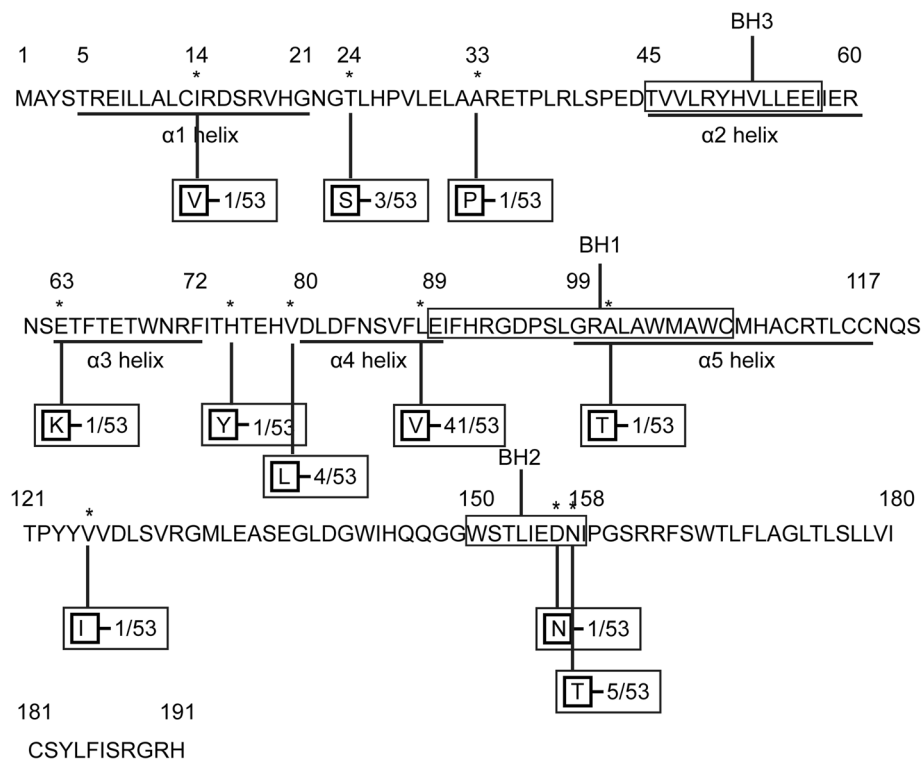 BH3
1 5 14 21 24 33 45 60
* * *
MAYSTREILLALCIRDSRVHGNGTLHPVLELAARETPLRLSPEDTVVLRYHVLLEEIIER
α1 helix α2 helix
V 1/53 S 3/53 P 1/53
BH1
63 72 80 89 99 117
* * * * *
NSETFTETWNRFITHTEHVDLDFNSVFLEIFHRGDPSLGRALAWMAWCMHACRTLCCNQS
α3 helix α4 helix α5 helix
K 1/53 Y 1/53 V 41/53 T 1/53
L 4/53
BH2
121 150 158 180
* * *
TPYYVVDLSVRGMLEASEGLDGWIHQQGGWSTLIEDNIPGSRRFSWTLFLAGLTLSLLVI
I 1/53 N 1/53
T 5/53
181 191
CSYLFISRGRH